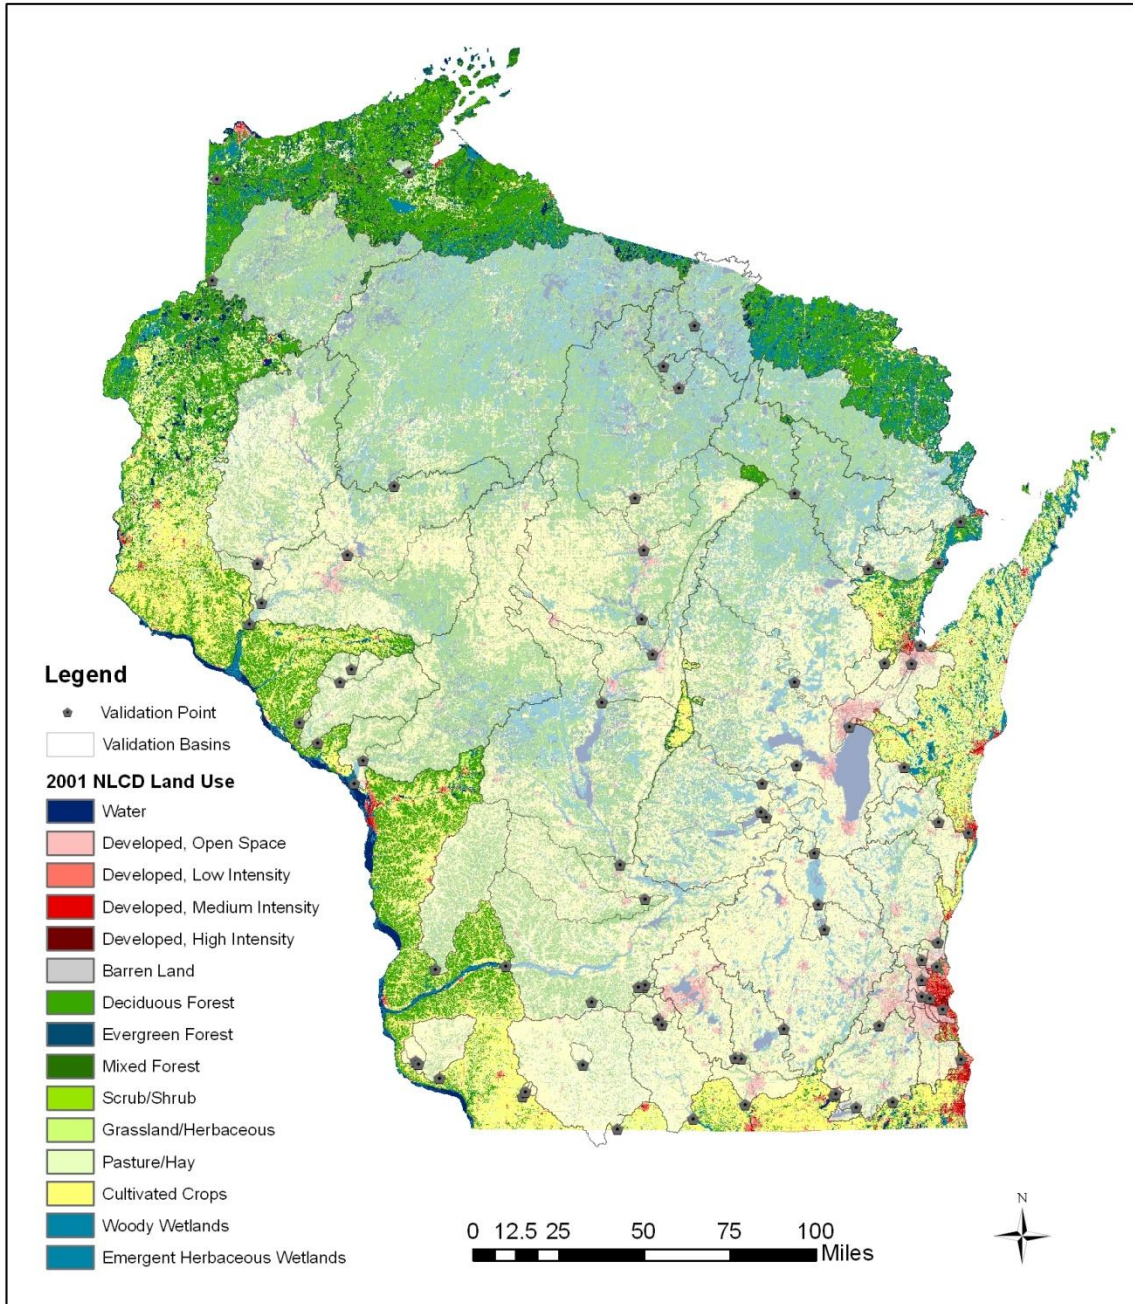 Legend
Validation Point
Validation Basins
2001 NLCD Land Use
Water
Developed, Open Space
Developed, Low Intensity
Developed, Medium Intensity
Developed, High Intensity
Barren Land
Deciduous Forest
Evergreen Forest
Mixed Forest
Scrub/Shrub
Grassland/Herbaceous
Pasture/Hay
Cultivated Crops
Woody Wetlands
Emergent Herbaceous Wetlands
0 12.5 25 50 75 100
Miles
N